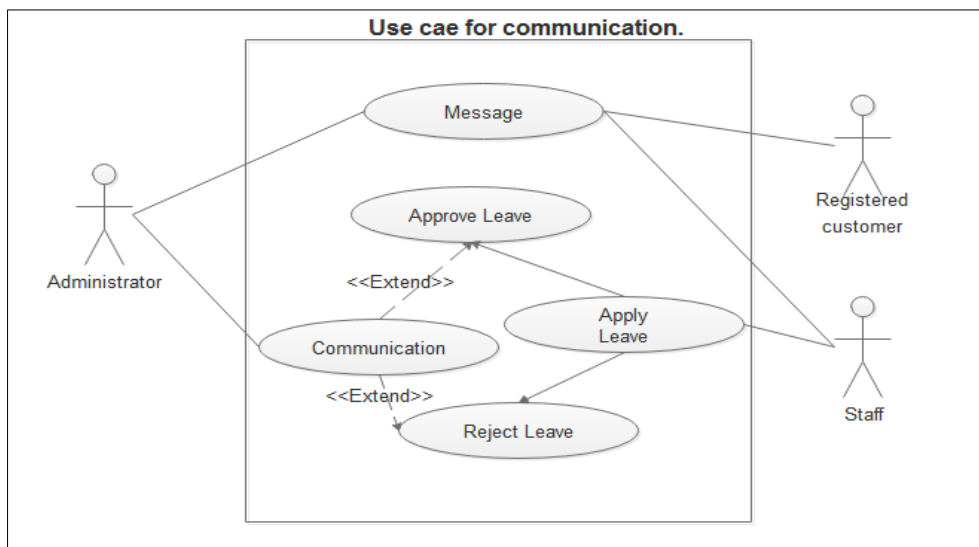 Use cae for communication.
Message
Registered
customer
Approve Leave
Administrator
<<Extend>>
Apply
Leave
Communication
<<Extend>>
Staff
Reject Leave